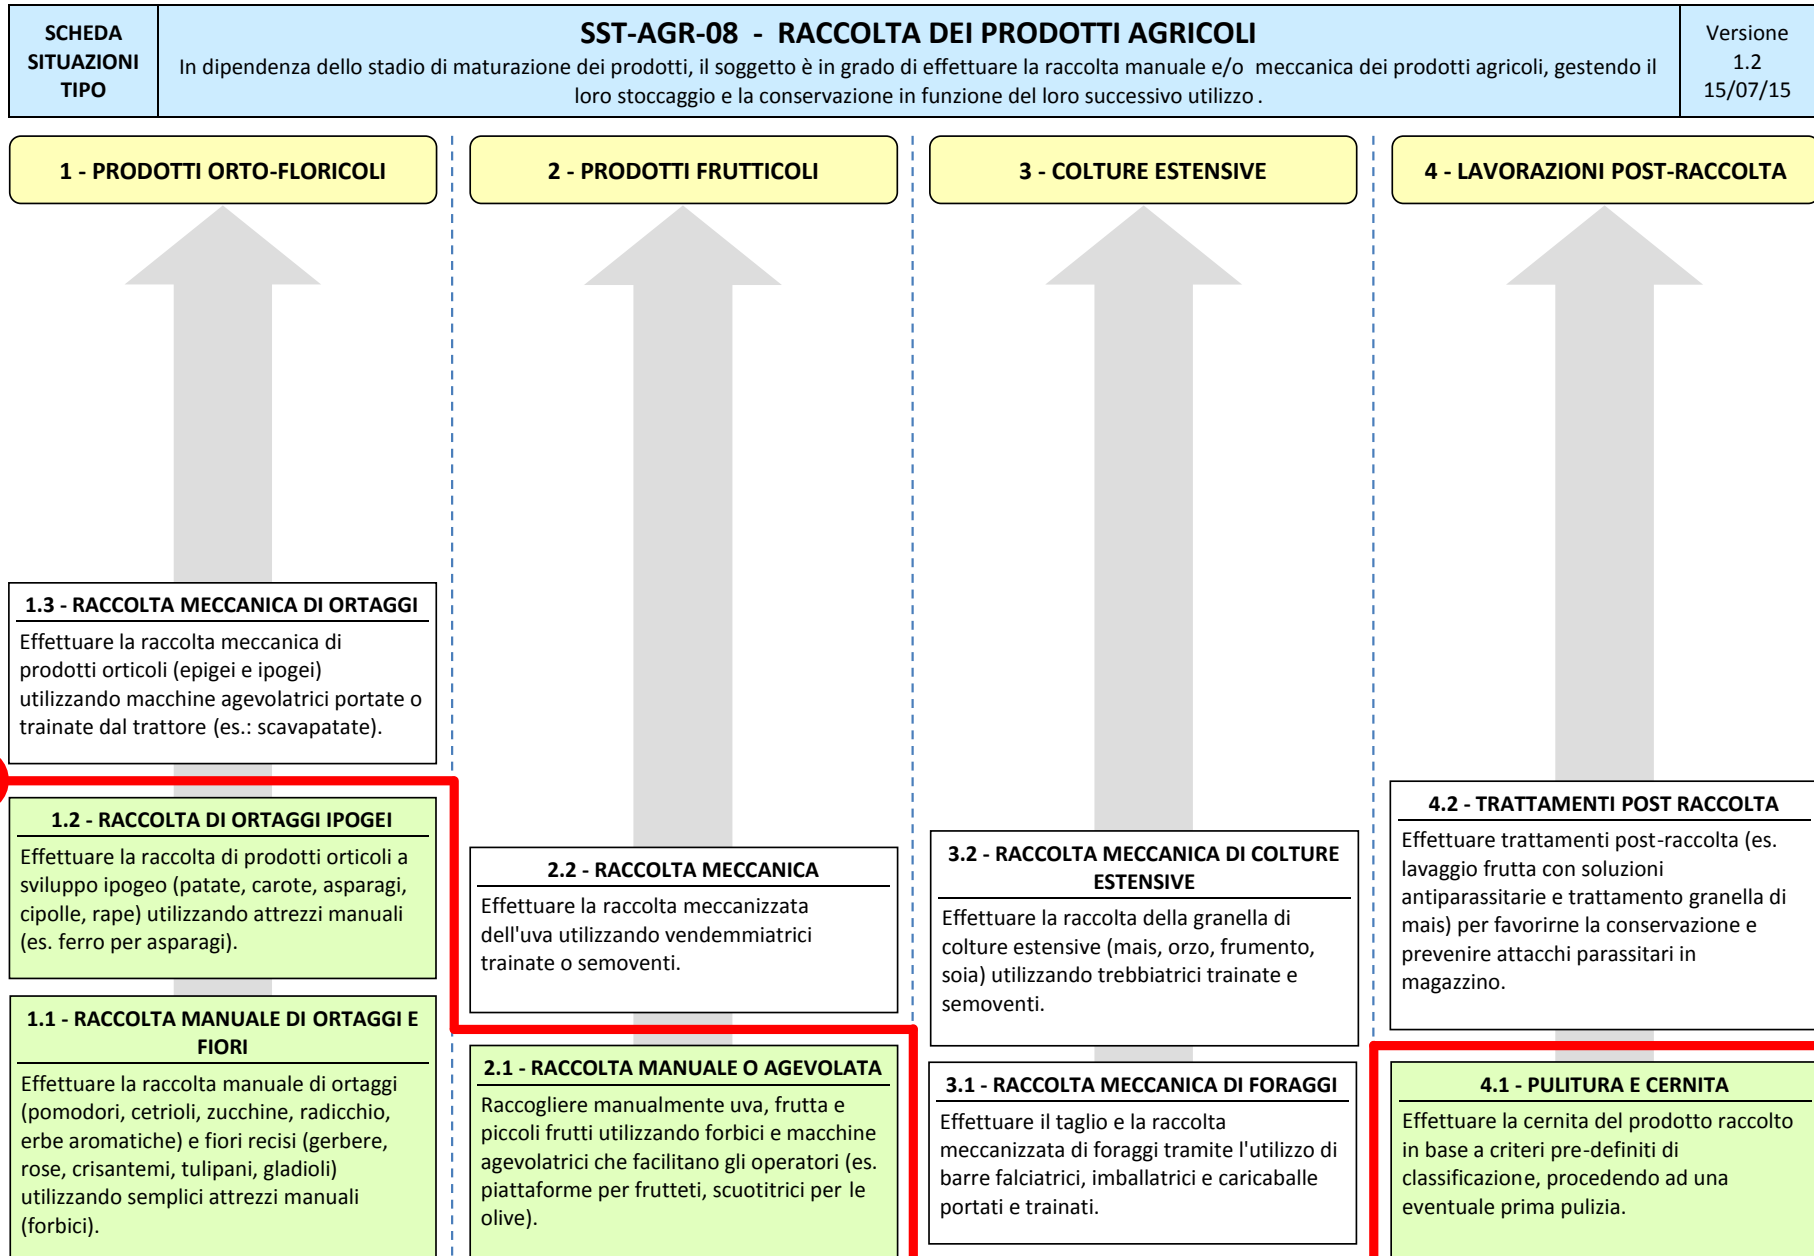 SCHEDA
SITUAZIONI
TIPO
SST-AGR-08 - RACCOLTA DEI PRODOTTI AGRICOLI
In dipendenza dello stadio di maturazione dei prodotti, il soggetto è in grado di effettuare la raccolta manuale e/o meccanica dei prodotti agricoli, gestendo il
loro stoccaggio e la conservazione in funzione del loro successivo utilizzo.
Versione
1.2
15/07/15
1 - PRODOTTI ORTO-FLORICOLI
2 - PRODOTTI FRUTTICOLI
3 - COLTURE ESTENSIVE
4 - LAVORAZIONI POST-RACCOLTA
1.3 - RACCOLTA MECCANICA DI ORTAGGI
Effettuare la raccolta meccanica di
prodotti orticoli (epigei e ipogei)
utilizzando macchine agevolatrici portate o
trainate dal trattore (es.: scavapatate).
1.2 - RACCOLTA DI ORTAGGI IPOGEI
Effettuare la raccolta di prodotti orticoli a
sviluppo ipogeo (patate, carote, asparagi,
cipolle, rape) utilizzando attrezzi manuali
(es. ferro per asparagi).
1.1 - RACCOLTA MANUALE DI ORTAGGI E
FIORI
Effettuare la raccolta manuale di ortaggi
(pomodori, cetrioli, zucchine, radicchio,
erbe aromatiche) e fiori recisi (gerbere,
rose, crisantemi, tulipani, gladioli)
utilizzando semplici attrezzi manuali
(forbici).
2.2 - RACCOLTA MECCANICA
Effettuare la raccolta meccanizzata
dell'uva utilizzando vendemmiatrici
trainate o semoventi.
2.1 - RACCOLTA MANUALE O AGEVOLATA
Raccogliere manualmente uva, frutta e
piccoli frutti utilizzando forbici e macchine
agevolatrici che facilitano gli operatori (es.
piattaforme per frutteti, scuotitrici per le
olive).
3.2 - RACCOLTA MECCANICA DI COLTURE
ESTENSIVE
Effettuare la raccolta della granella di
colture estensive (mais, orzo, frumento,
soia) utilizzando trebbiatrici trainate e
semoventi.
3.1 - RACCOLTA MECCANICA DI FORAGGI
Effettuare il taglio e la raccolta
meccanizzata di foraggi tramite l'utilizzo di
barre falciatrici, imballatrici e caricaballe
portati e trainati.
4.2 - TRATTAMENTI POST RACCOLTA
Effettuare trattamenti post-raccolta (es.
lavaggio frutta con soluzioni
antiparassitarie e trattamento granella di
mais) per favorirne la conservazione e
prevenire attacchi parassitari in
magazzino.
4.1 - PULITURA E CERNITA
Effettuare la cernita del prodotto raccolto
in base a criteri pre-definiti di
classificazione, procedendo ad una
eventuale prima pulizia.